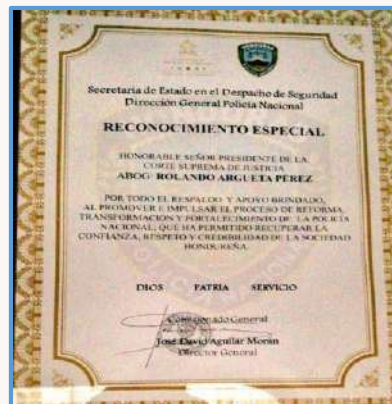 Secretaria de Estado en el Despacho de Seguridad
Dirección General Policía Nacional
RECONOCIMIENTO ESPECIAL
HONORABLE SEÑOR PRESIDENTE DE LA
CORTE SUPREMA DE JUSTICIA
ABOG. ROLANDO ARGUETA PEREZ
POR TODO EL RESPALDO Y APOYO BRINDADO,
AL PROMOVER E IMPULSAR EL PROCESO DE REFORMA,
TRANSFORMACION Y FORTALECIMIENTO DE LA POLICÍA
NACIONAL; QUE HA PERMITIDO RECUPERAR LA
CONFIANZA, RESPETO Y CREDIBILIDAD DE LA SOCIEDAD
HONDUREÑA.
DIOS PATRIA SERVICIO
Comisionado General
José David Aguilar Morán
Director General